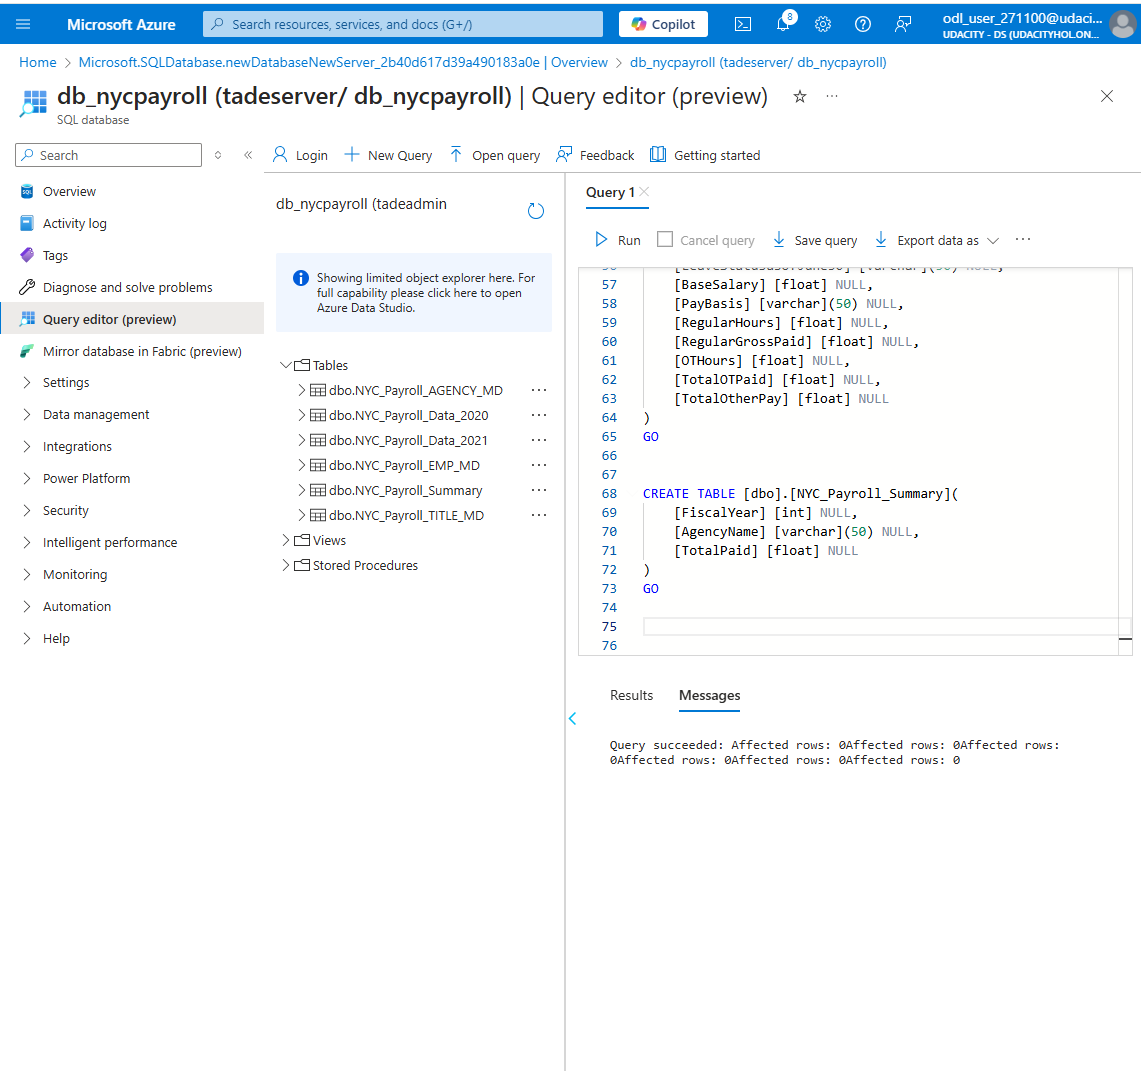 Microsoft Azure
Search resources, services, and docs (G+/)
Copilot
8
odl_user_271100@udaci...
UDACITY - DS (UDACITYHOL.ON...
Home > Microsoft.SQLDatabase.newDatabaseNewServer_2b40d617d39a490183a0e | Overview > db_nycpayroll (tadeserver/ db_nycpayroll)
db_nycpayroll (tadeserver/ db_nycpayroll) | Query editor (preview)
SQL database
Search
Overview
Activity log
Tags
Diagnose and solve problems
Query editor (preview)
Mirror database in Fabric (preview)
Settings
Data management
Integrations
Power Platform
Security
Intelligent performance
Monitoring
Automation
Help
Login
New Query
Open query
Feedback
Getting started
db_nycpayroll (tadeadmin
Showing limited object explorer here. For
full capability please click here to open
Azure Data Studio.
Tables
dbo.NYC_Payroll_AGENCY_MD
dbo.NYC_Payroll_Data_2020
dbo.NYC_Payroll_Data_2021
dbo.NYC_Payroll_EMP_MD
dbo.NYC_Payroll_Summary
dbo.NYC_Payroll_TITLE_MD
Views
Stored Procedures
Query 1
Run
Cancel query
Save query
Export data as
57 [BaseSalary] [float] NULL,
58 [PayBasis] [varchar](50) NULL,
59 [RegularHours] [float] NULL,
60 [RegularGrossPaid] [float] NULL,
61 [OTHours] [float] NULL,
62 [TotalOTPaid] [float] NULL,
63 [TotalOtherPay] [float] NULL
64 )
65 GO
66
67
68 CREATE TABLE [dbo].[NYC_Payroll_Summary](
69 [FiscalYear] [int] NULL,
70 [AgencyName] [varchar](50) NULL,
71 [TotalPaid] [float] NULL
72 )
73 GO
74
75
76
Results
Messages
Query succeeded: Affected rows: 0Affected rows: 0Affected rows:
0Affected rows: 0Affected rows: 0Affected rows: 0